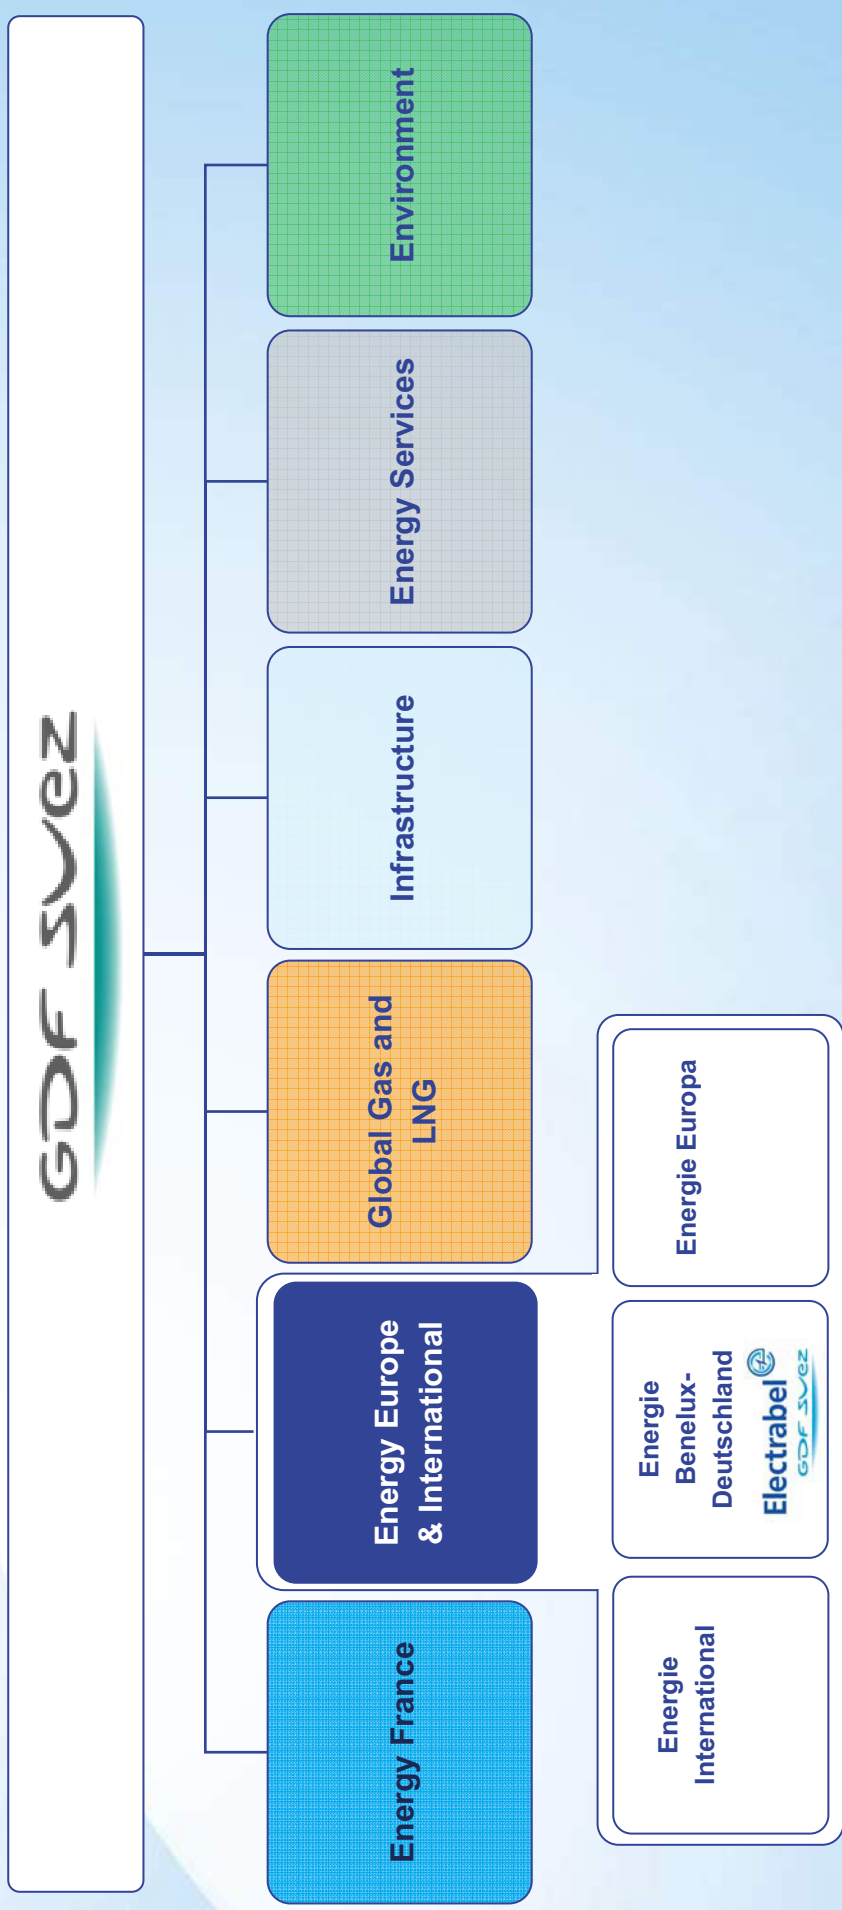 GDF SUEZ
Energy France
Energy Europe
& International
Global Gas and
LNG
Infrastructure
Energy Services
Environment
Energie
International
Energie
Benelux-
Deutschland
Electrabel
GDF SUEZ
Energie Europa